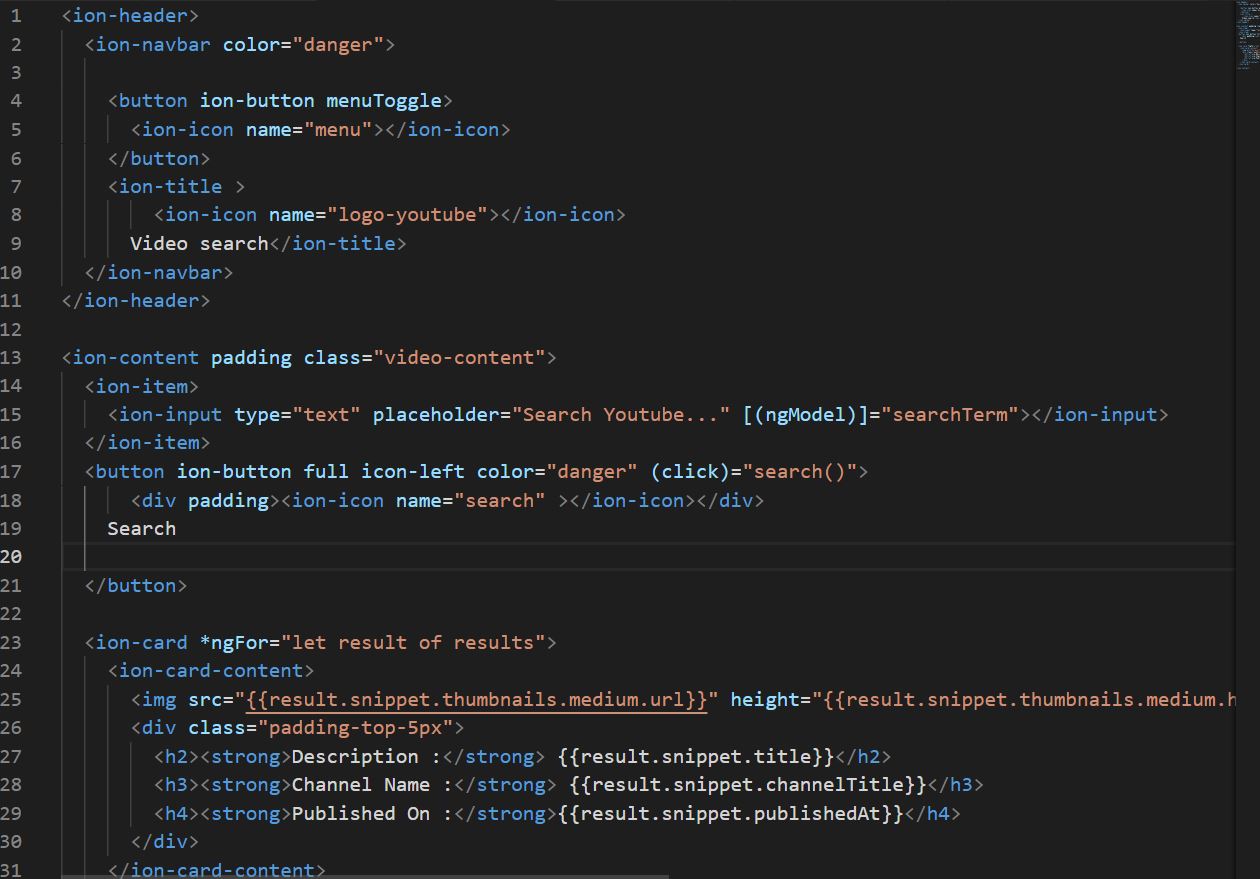 1 <ion-header>
2 <ion-navbar color="danger">
3
4 <button ion-button menuToggle>
5 <ion-icon name="menu"></ion-icon>
6 </button>
7 <ion-title >
8 <ion-icon name="logo-youtube"></ion-icon>
9 Video search</ion-title>
10 </ion-navbar>
11 </ion-header>
12
13 <ion-content padding class="video-content">
14 <ion-item>
15 <ion-input type="text" placeholder="Search Youtube..." [(ngModel)]="searchTerm"></ion-input>
16 </ion-item>
17 <button ion-button full icon-left color="danger" (click)="search()">
18 <div padding><ion-icon name="search" ></ion-icon></div>
19 Search
20
21 </button>
22
23 <ion-card *ngFor="let result of results">
24 <ion-card-content>
25 <img src="{{result.snippet.thumbnails.medium.url}}" height="{{result.snippet.thumbnails.medium.h
26 <div class="padding-top-5px">
27 <h2><strong>Description :</strong> {{result.snippet.title}}</h2>
28 <h3><strong>Channel Name :</strong> {{result.snippet.channelTitle}}</h3>
29 <h4><strong>Published On :</strong>{{result.snippet.publishedAt}}</h4>
30 </div>
31 </ion-card-content>